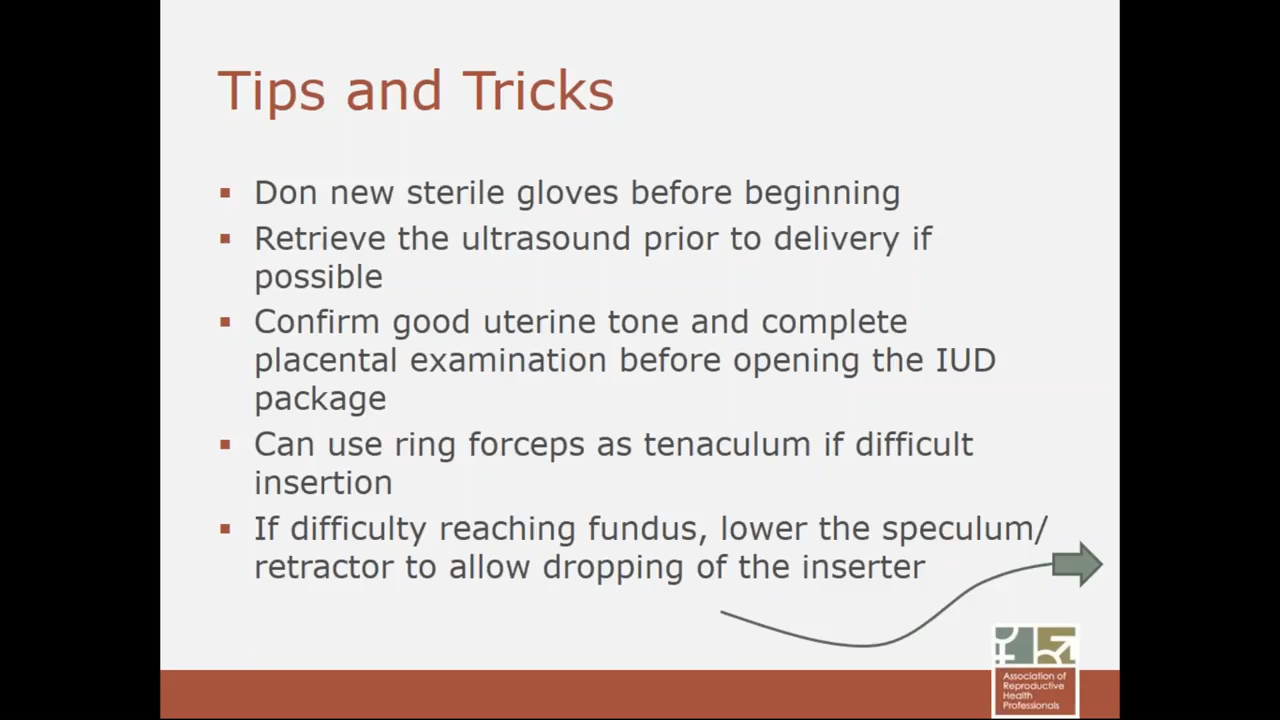 Tips and Tricks
Don new sterile gloves before beginning
Retrieve the ultrasound prior to delivery if
possible
Confirm good uterine tone and complete
placental examination before opening the IUD
package
Can use ring forceps as tenaculum if difficult
insertion
If difficulty reaching fundus, lower the speculum/
retractor to allow dropping of the inserter
Association of
Reproductive
Health
Professionals